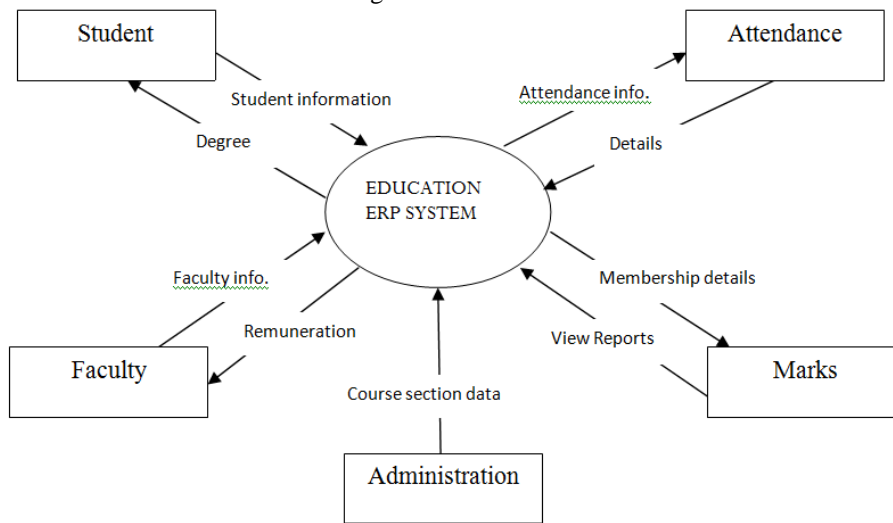 Student
Attendance
Student information
Attendance info.
Degree
Details
EDUCATION
ERP SYSTEM
Faculty info.
Membership details
Remuneration
View Reports
Faculty
Marks
Course section data
Administration